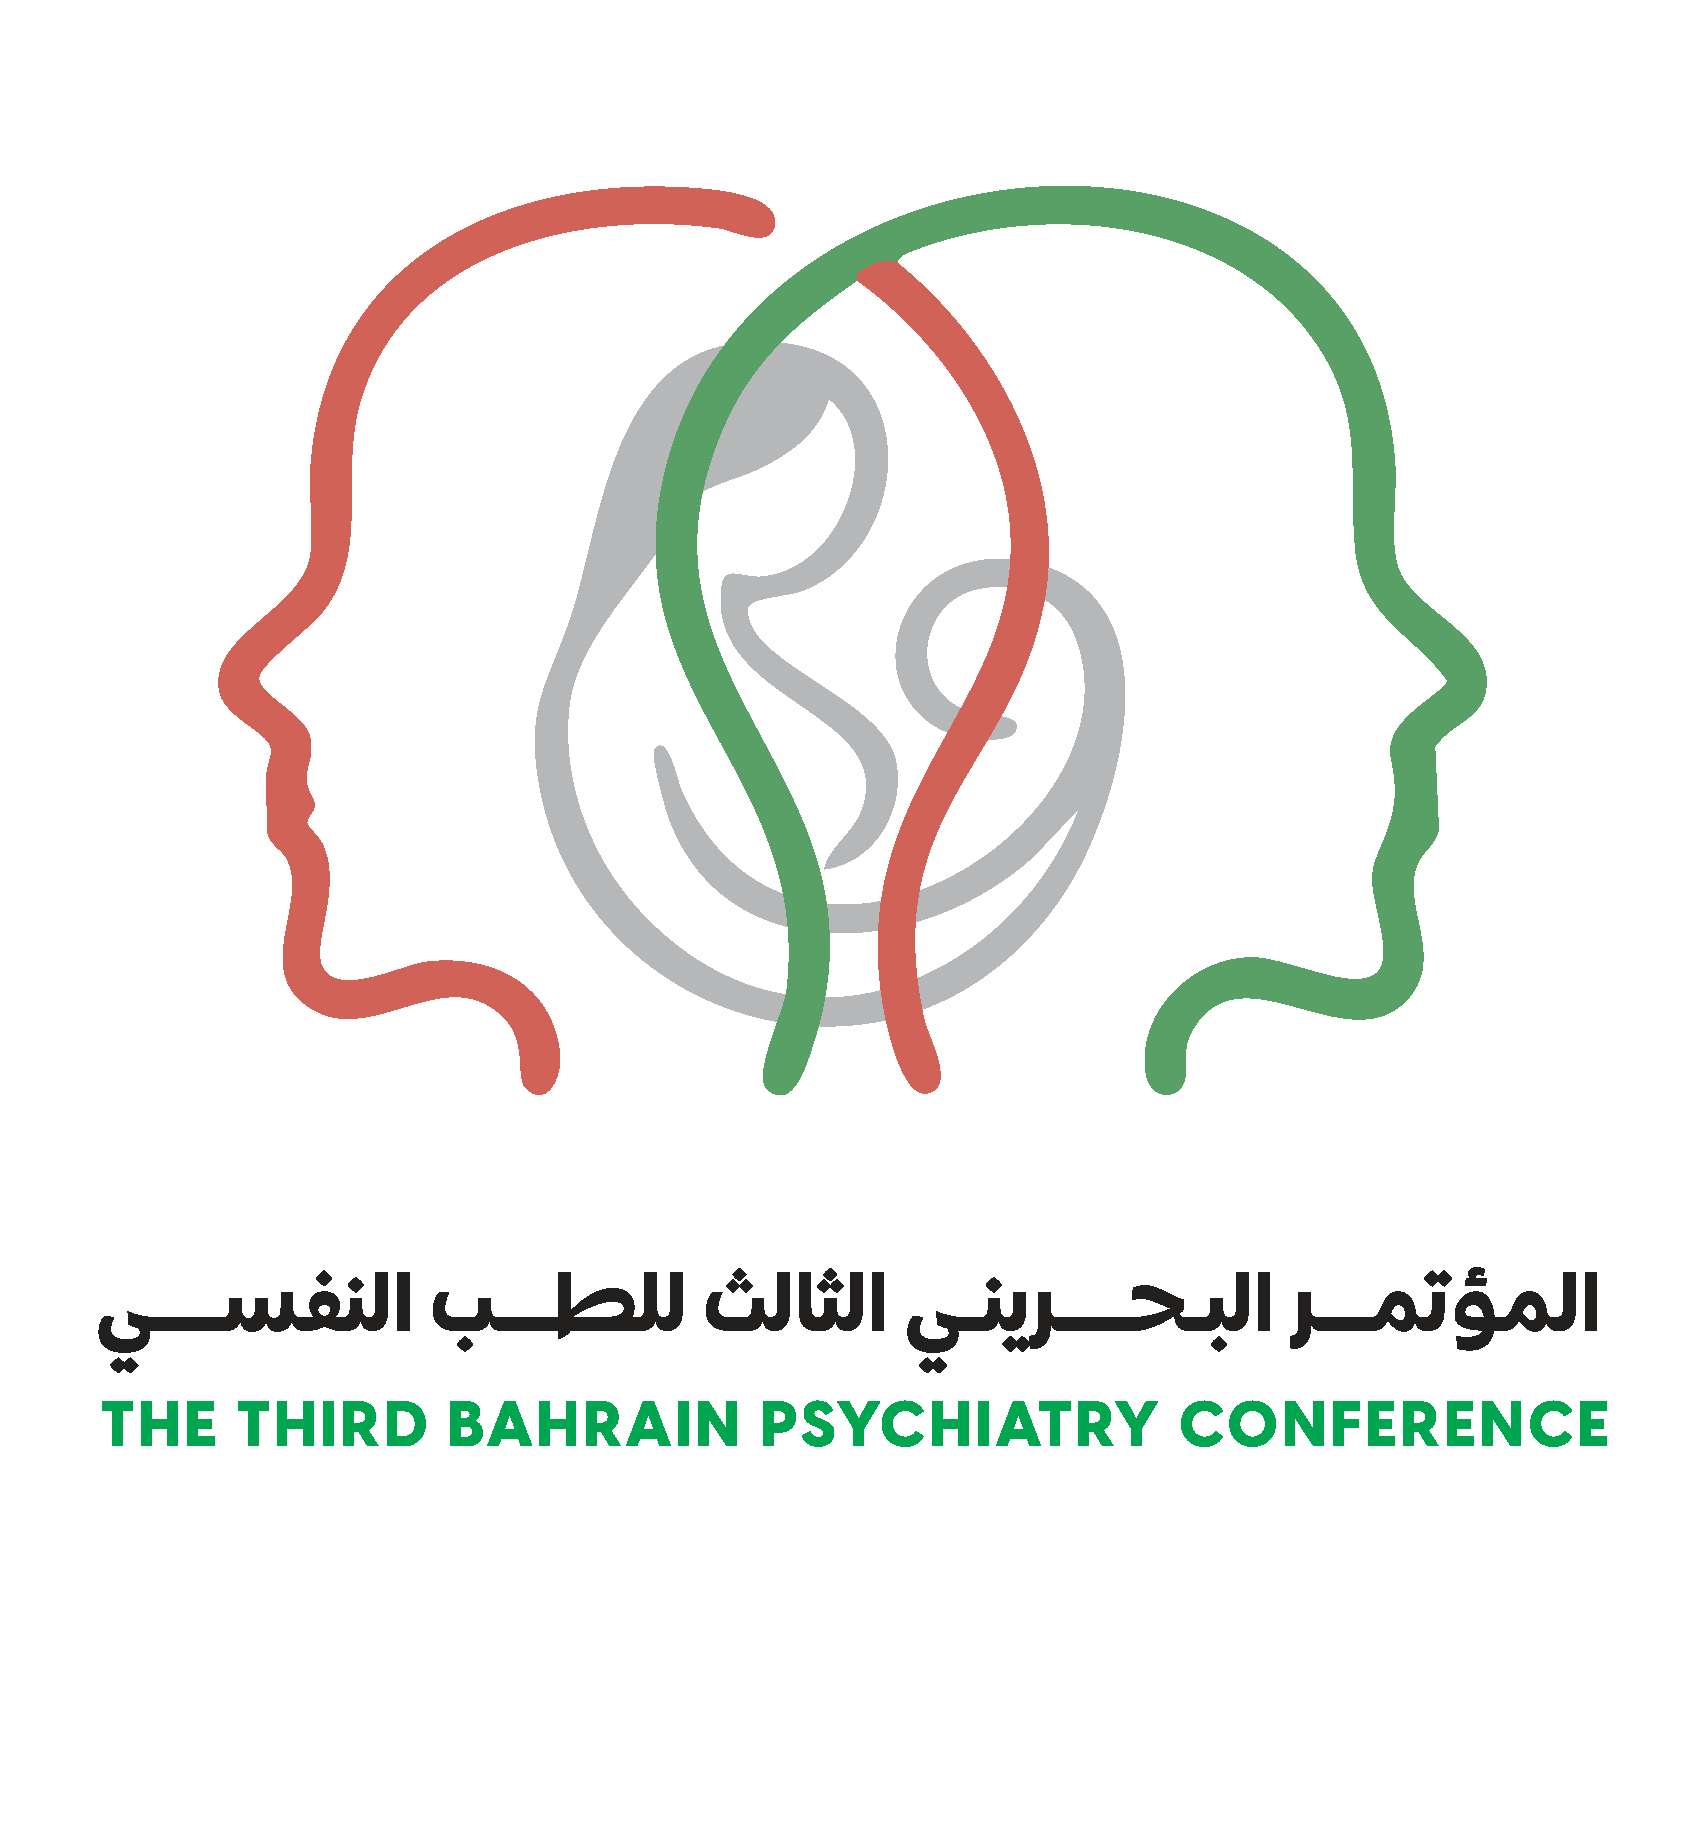 المؤتمر البحريني الثالث للطب النفسي
THE THIRD BAHRAIN PSYCHIATRY CONFERENCE